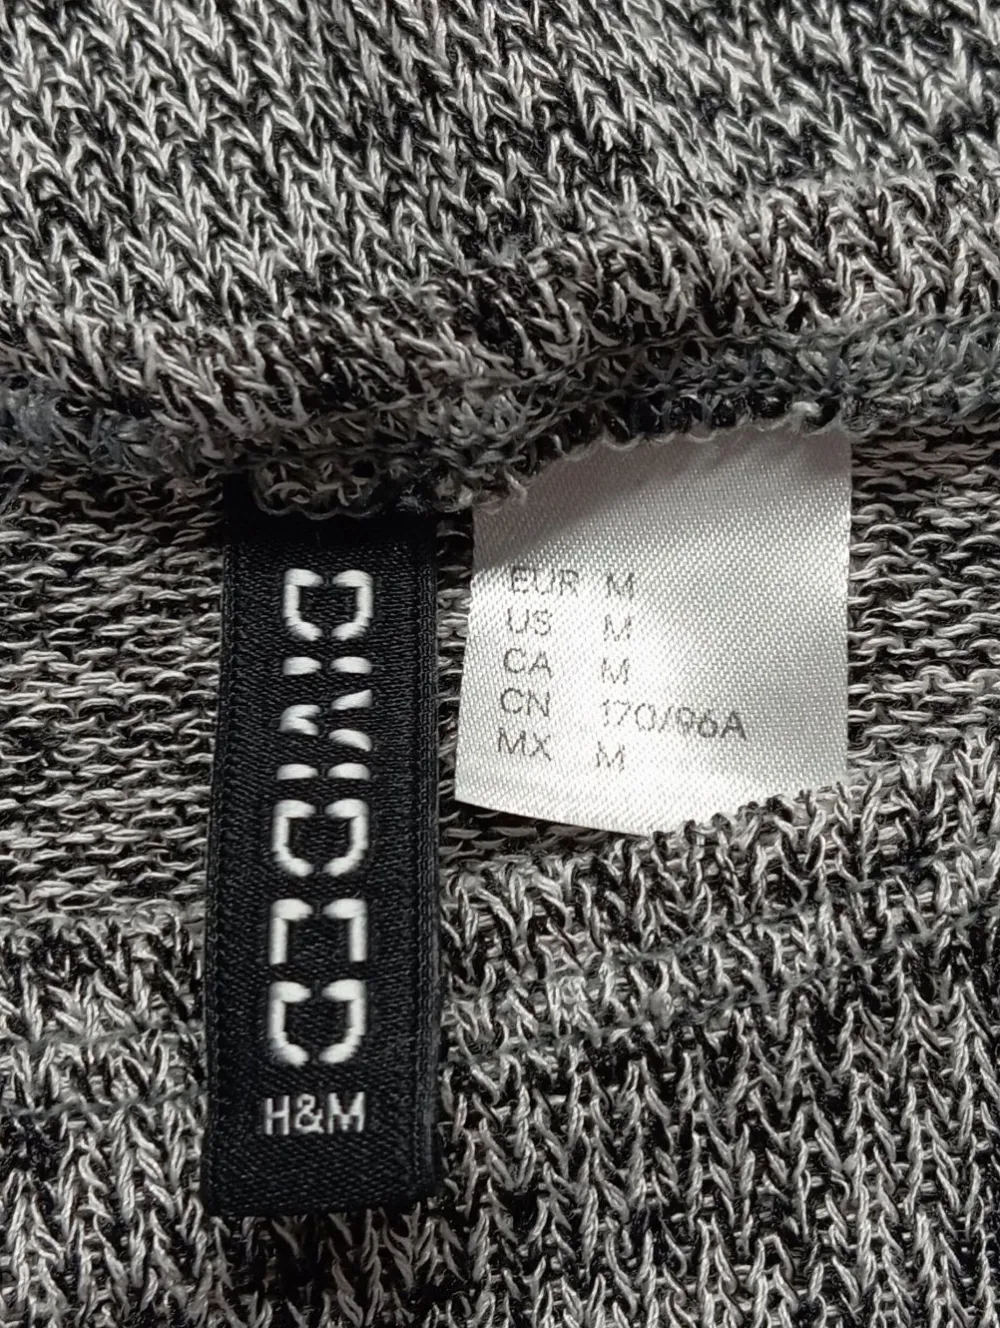 DIVIDED
H&M
EUR M
US M
CA M
CN 170/96A
MX M